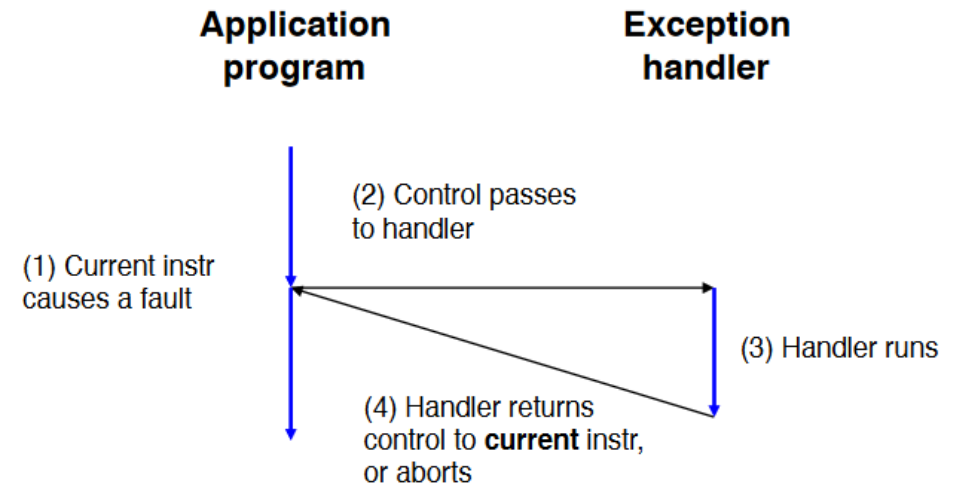 Application
program
Exception
handler
(2) Control passes
to handler
(1) Current instr
causes a fault
(3) Handler runs
(4) Handler returns
control to current instr,
or aborts